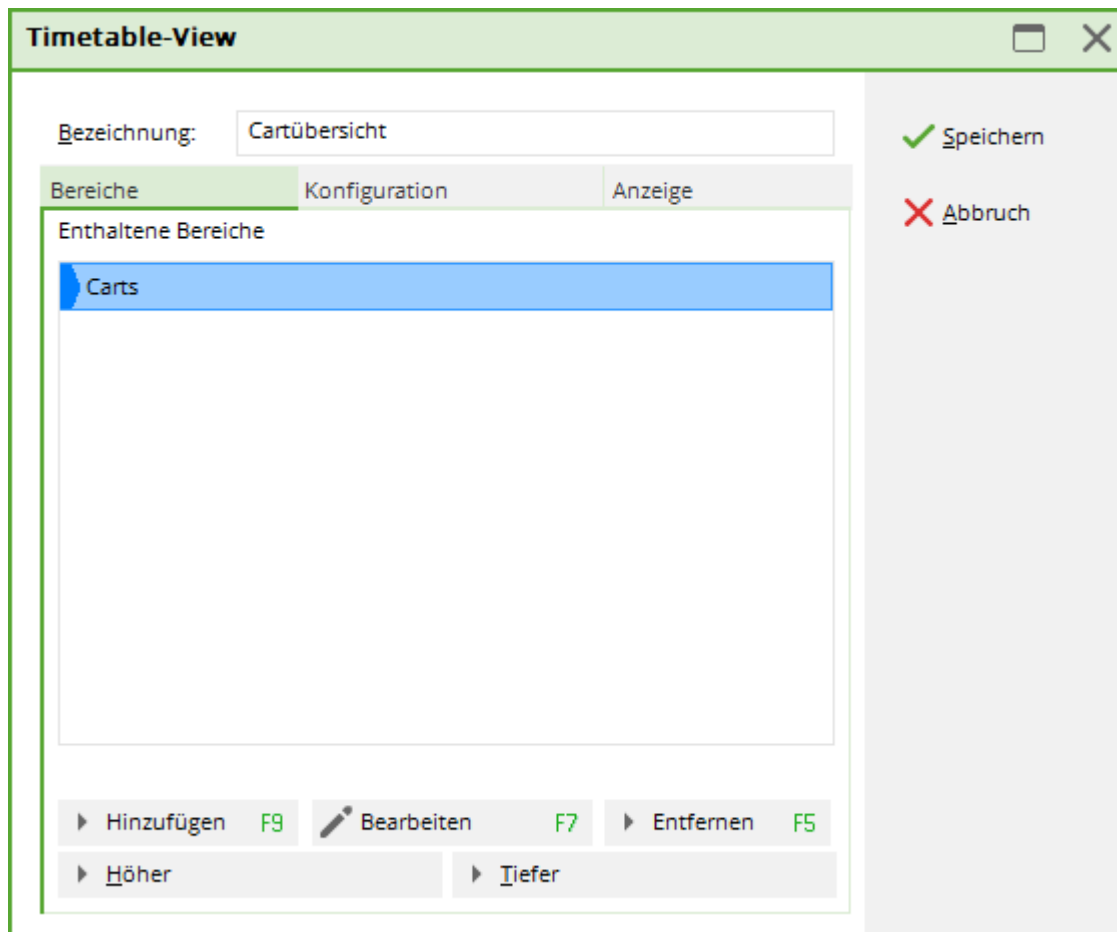 Timetable-View
Bezeichnung: Cartübersicht
Speichern
Bereiche Konfiguration Anzeige
Abbruch
Enthaltene Bereiche
Carts
Hinzufügen F9 Bearbeiten F7 Entfernen F5
Höher Tiefer